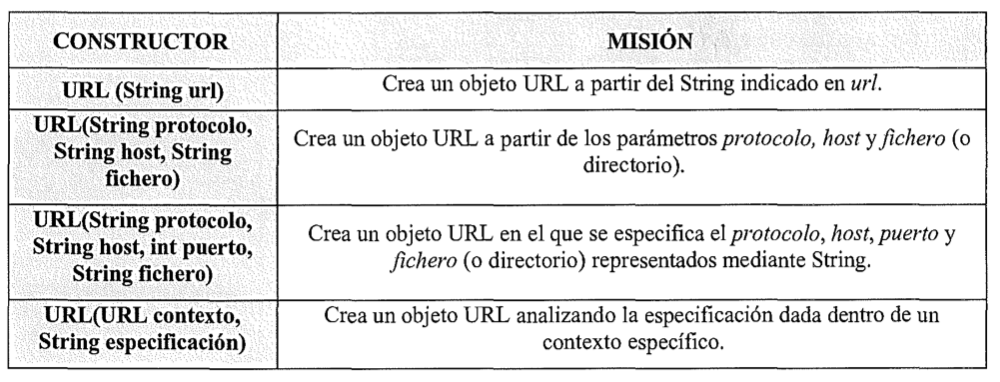 CONSTRUCTOR
MISIÓN
URL (String url)
Crea un objeto URL a partir del String indicado en url.
URL(String protocolo,
String host, String
fichero)
Crea un objeto URL a partir de los parámetros protocolo, host y fichero (o
directorio).
URL(String protocolo,
String host, int puerto,
String fichero)
Crea un objeto URL en el que se especifica el protocolo, host, puerto y
fichero (o directorio) representados mediante String.
URL(URL contexto,
String especificación)
Crea un objeto URL analizando la especificación dada dentro de un
contexto específico.